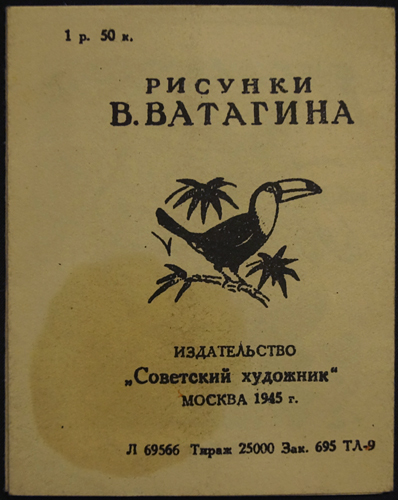 1 р. 50 к.
РИСУНКИ
В. ВАТАГИНА
ИЗДАТЕЛЬСТВО
„Советский художник“
МОСКВА 1945 г.
Л 69566 Тираж 25000 Зак. 695 ТЛ-9